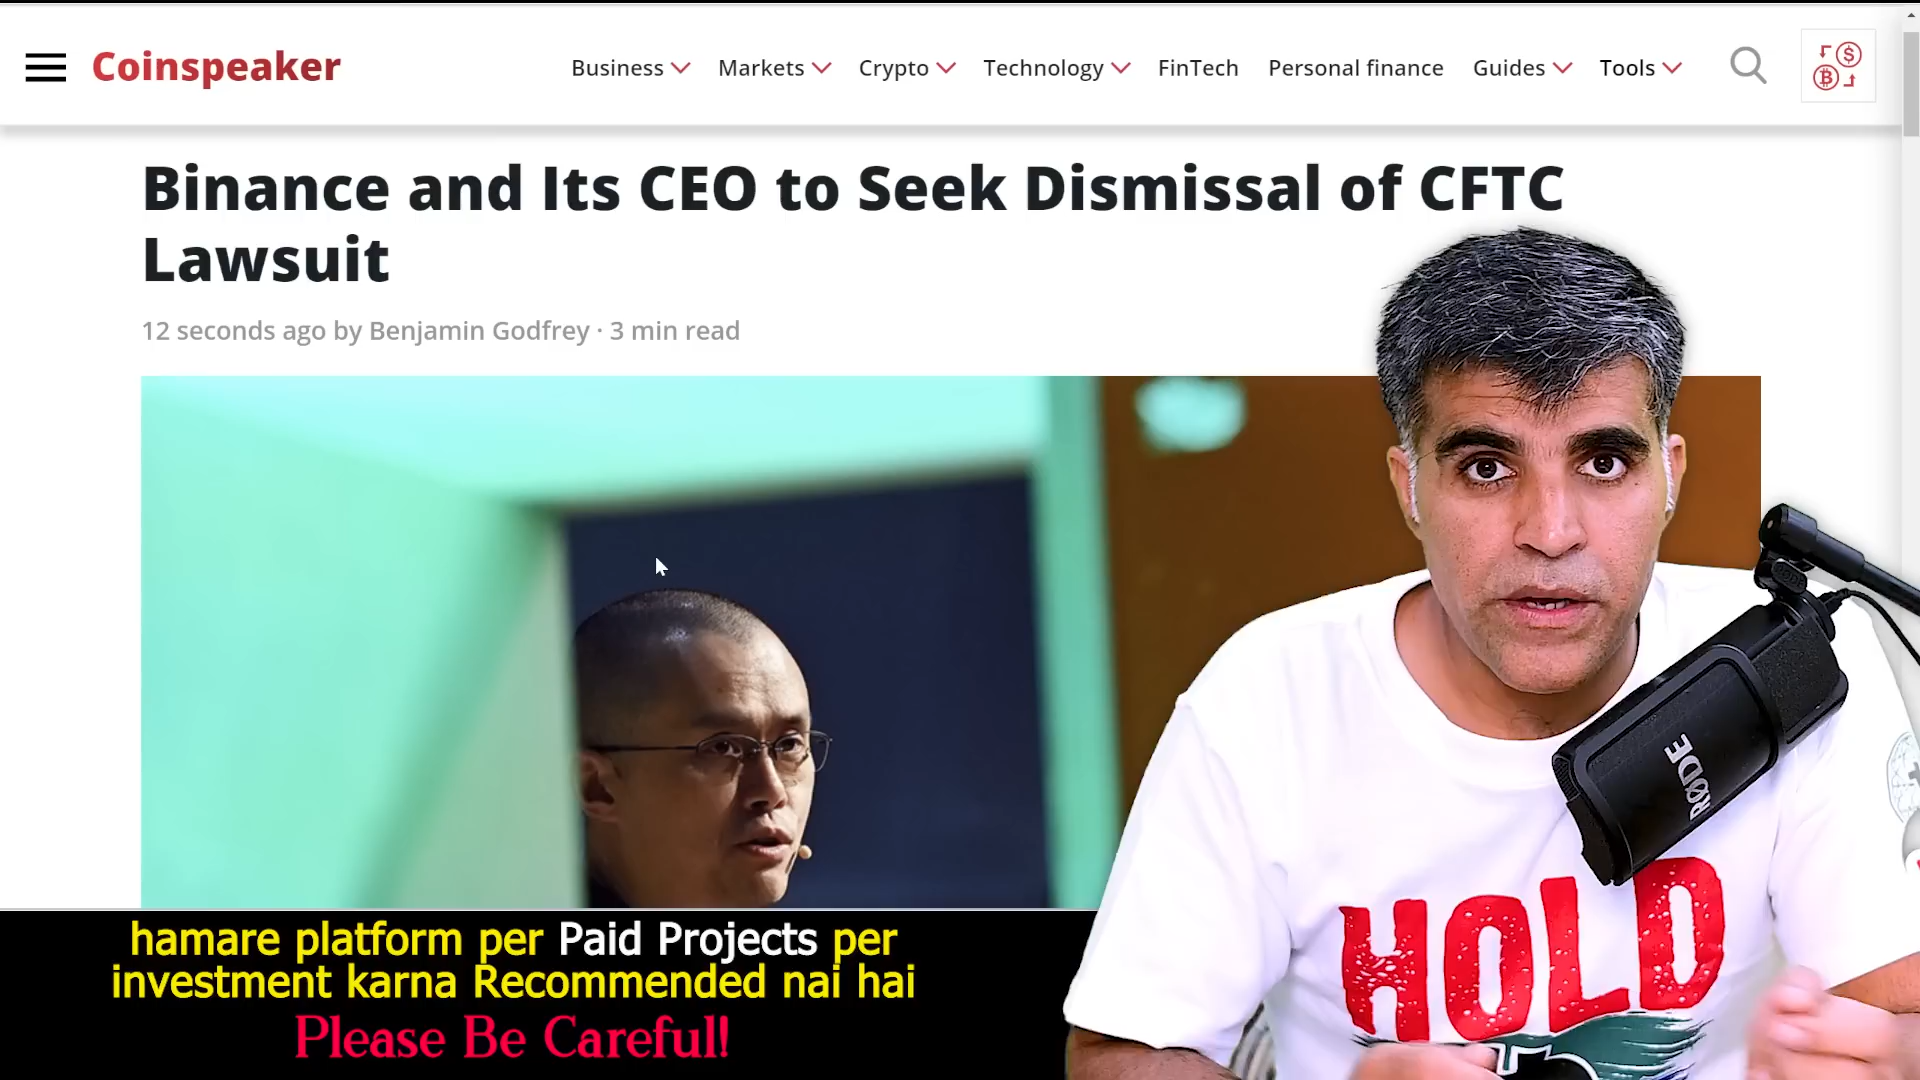 Coinspeaker
Business Markets Crypto Technology FinTech Personal finance Guides Tools
Binance and Its CEO to Seek Dismissal of CFTC
Lawsuit
12 seconds ago by Benjamin Godfrey · 3 min read
RØDE
HOLD
hamare platform per Paid Projects per
investment karna Recommended nai hai
Please Be Careful!